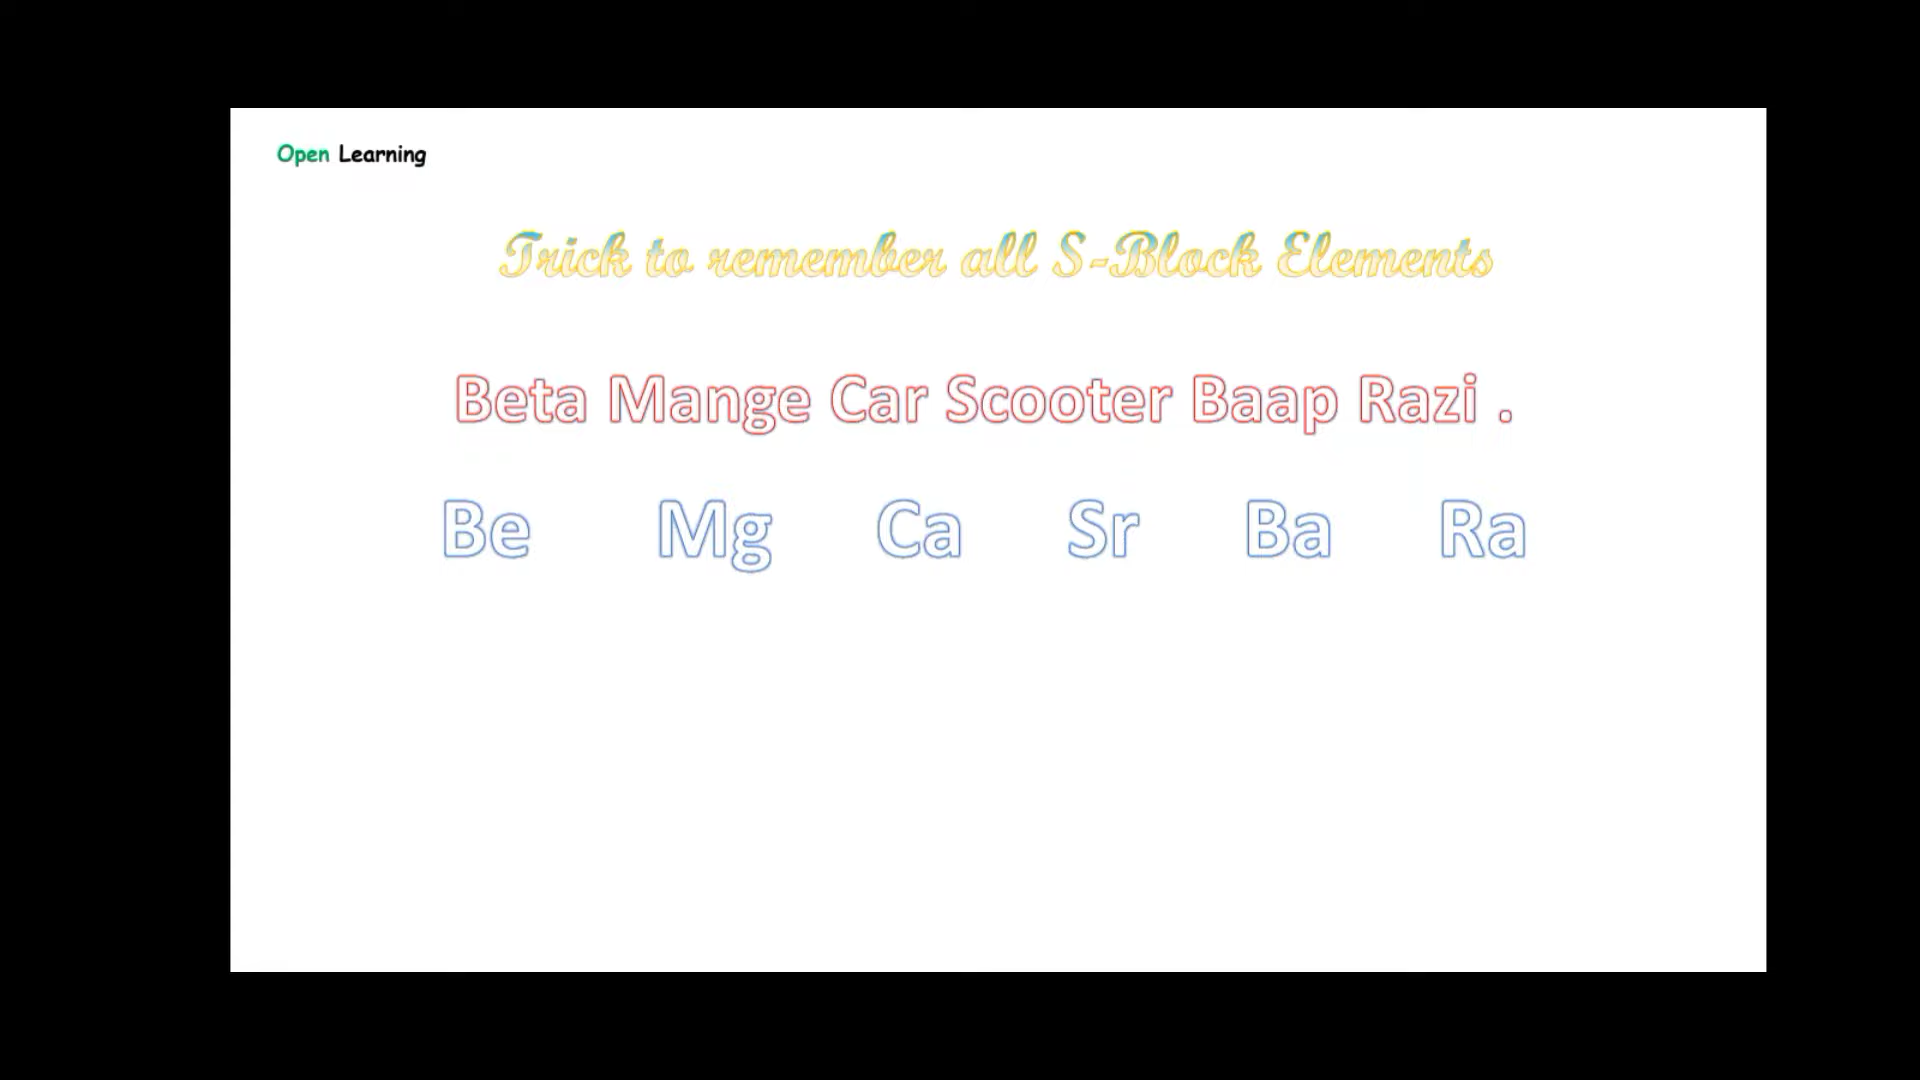 Open Learning
Trick to remember all S-Block Elements
Beta Mange Car Scooter Baap Razi .
Be Mg Ca Sr Ba Ra